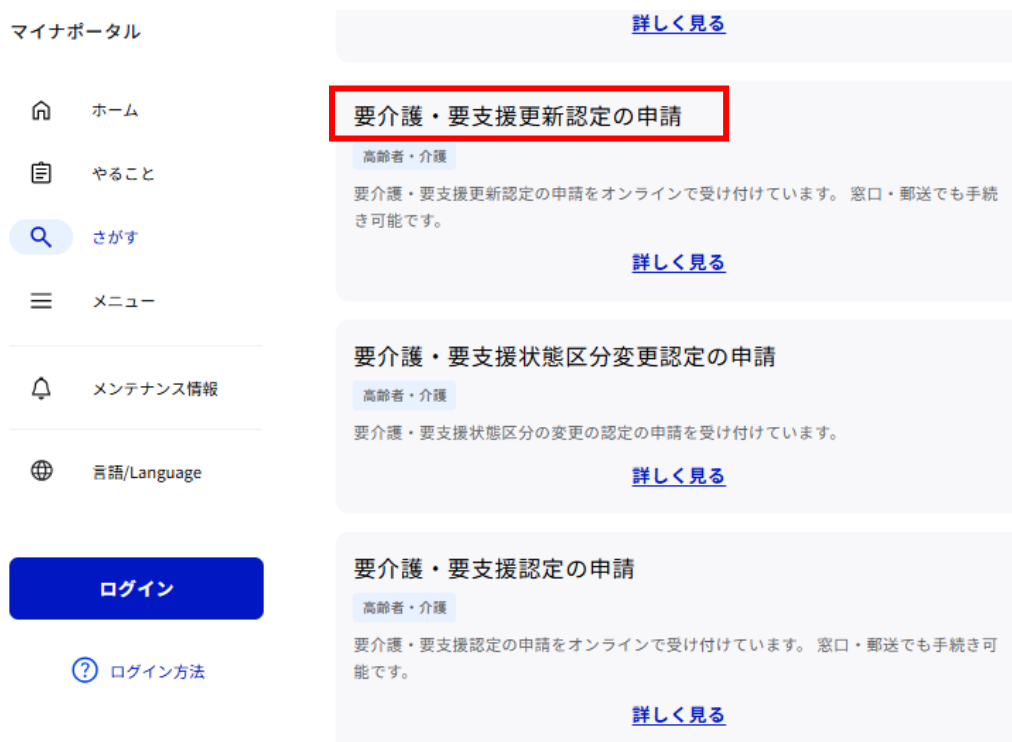 マイナポータル
ホーム
やること
さがす
メニュー
メンテナンス情報
言語/Language
ログイン
ログイン方法
詳しく見る
要介護・要支援更新認定の申請
高齢者・介護
要介護・要支援更新認定の申請をオンラインで受け付けています。 窓口・郵送でも手続
き可能です。
詳しく見る
要介護・要支援状態区分変更認定の申請
高齢者・介護
要介護・要支援状態区分の変更の認定の申請を受け付けています。
詳しく見る
要介護・要支援認定の申請
高齢者・介護
要介護・要支援認定の申請をオンラインで受け付けています。 窓口・郵送でも手続き可
能です。
詳しく見る